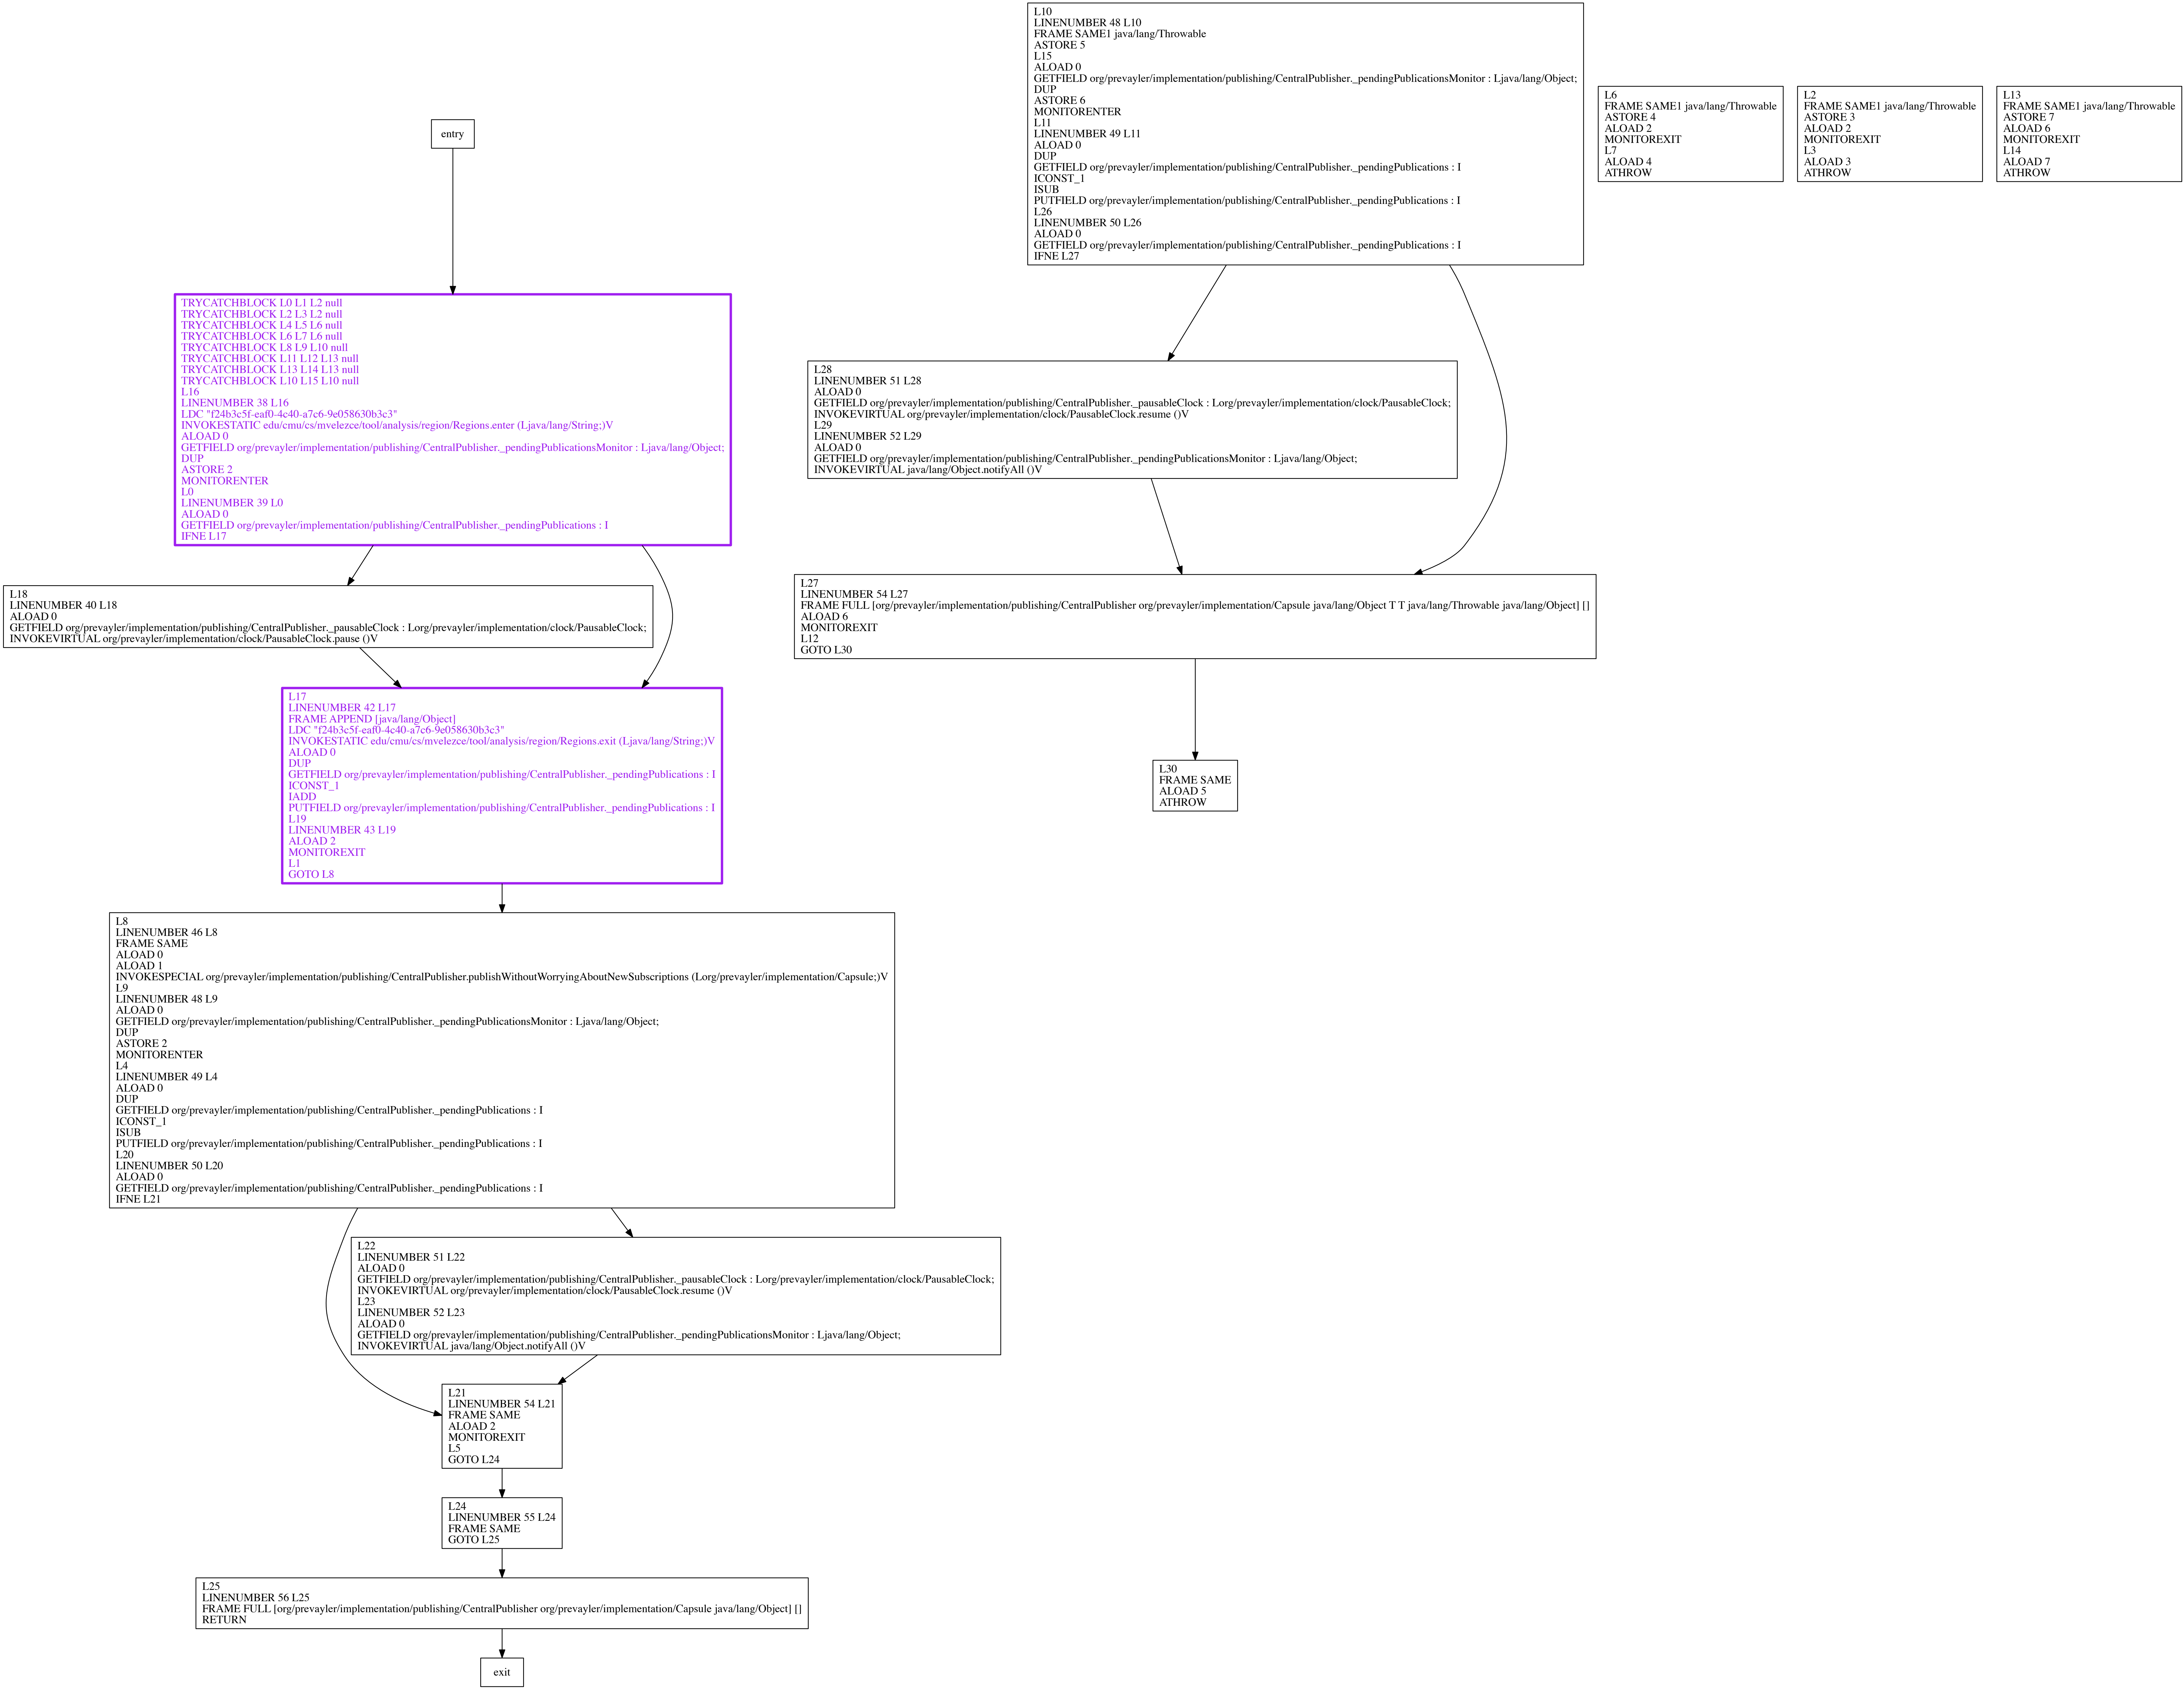 entry
TRYCATCHBLOCK L0 L1 L2 null
TRYCATCHBLOCK L2 L3 L2 null
TRYCATCHBLOCK L4 L5 L6 null
TRYCATCHBLOCK L6 L7 L6 null
TRYCATCHBLOCK L8 L9 L10 null
TRYCATCHBLOCK L11 L12 L13 null
TRYCATCHBLOCK L13 L14 L13 null
TRYCATCHBLOCK L10 L15 L10 null
L16
LINENUMBER 38 L16
LDC "f24b3c5f-eaf0-4c40-a7c6-9e058630b3c3"
INVOKESTATIC edu/cmu/cs/mvelezce/tool/analysis/region/Regions.enter (Ljava/lang/String;)V
ALOAD 0
GETFIELD org/prevayler/implementation/publishing/CentralPublisher._pendingPublicationsMonitor : Ljava/lang/Object;
DUP
ASTORE 2
MONITORENTER
L0
LINENUMBER 39 L0
ALOAD 0
GETFIELD org/prevayler/implementation/publishing/CentralPublisher._pendingPublications : I
IFNE L17
L18
LINENUMBER 40 L18
ALOAD 0
GETFIELD org/prevayler/implementation/publishing/CentralPublisher._pausableClock : Lorg/prevayler/implementation/clock/PausableClock;
INVOKEVIRTUAL org/prevayler/implementation/clock/PausableClock.pause ()V
L17
LINENUMBER 42 L17
FRAME APPEND [java/lang/Object]
LDC "f24b3c5f-eaf0-4c40-a7c6-9e058630b3c3"
INVOKESTATIC edu/cmu/cs/mvelezce/tool/analysis/region/Regions.exit (Ljava/lang/String;)V
ALOAD 0
DUP
GETFIELD org/prevayler/implementation/publishing/CentralPublisher._pendingPublications : I
ICONST_1
IADD
PUTFIELD org/prevayler/implementation/publishing/CentralPublisher._pendingPublications : I
L19
LINENUMBER 43 L19
ALOAD 2
MONITOREXIT
L1
GOTO L8
L8
LINENUMBER 46 L8
FRAME SAME
ALOAD 0
ALOAD 1
INVOKESPECIAL org/prevayler/implementation/publishing/CentralPublisher.publishWithoutWorryingAboutNewSubscriptions (Lorg/prevayler/implementation/Capsule;)V
L9
LINENUMBER 48 L9
ALOAD 0
GETFIELD org/prevayler/implementation/publishing/CentralPublisher._pendingPublicationsMonitor : Ljava/lang/Object;
DUP
ASTORE 2
MONITORENTER
L4
LINENUMBER 49 L4
ALOAD 0
DUP
GETFIELD org/prevayler/implementation/publishing/CentralPublisher._pendingPublications : I
ICONST_1
ISUB
PUTFIELD org/prevayler/implementation/publishing/CentralPublisher._pendingPublications : I
L20
LINENUMBER 50 L20
ALOAD 0
GETFIELD org/prevayler/implementation/publishing/CentralPublisher._pendingPublications : I
IFNE L21
L22
LINENUMBER 51 L22
ALOAD 0
GETFIELD org/prevayler/implementation/publishing/CentralPublisher._pausableClock : Lorg/prevayler/implementation/clock/PausableClock;
INVOKEVIRTUAL org/prevayler/implementation/clock/PausableClock.resume ()V
L23
LINENUMBER 52 L23
ALOAD 0
GETFIELD org/prevayler/implementation/publishing/CentralPublisher._pendingPublicationsMonitor : Ljava/lang/Object;
INVOKEVIRTUAL java/lang/Object.notifyAll ()V
L21
LINENUMBER 54 L21
FRAME SAME
ALOAD 2
MONITOREXIT
L5
GOTO L24
L24
LINENUMBER 55 L24
FRAME SAME
GOTO L25
L25
LINENUMBER 56 L25
FRAME FULL [org/prevayler/implementation/publishing/CentralPublisher org/prevayler/implementation/Capsule java/lang/Object] []
RETURN
exit
L10
LINENUMBER 48 L10
FRAME SAME1 java/lang/Throwable
ASTORE 5
L15
ALOAD 0
GETFIELD org/prevayler/implementation/publishing/CentralPublisher._pendingPublicationsMonitor : Ljava/lang/Object;
DUP
ASTORE 6
MONITORENTER
L11
LINENUMBER 49 L11
ALOAD 0
DUP
GETFIELD org/prevayler/implementation/publishing/CentralPublisher._pendingPublications : I
ICONST_1
ISUB
PUTFIELD org/prevayler/implementation/publishing/CentralPublisher._pendingPublications : I
L26
LINENUMBER 50 L26
ALOAD 0
GETFIELD org/prevayler/implementation/publishing/CentralPublisher._pendingPublications : I
IFNE L27
L28
LINENUMBER 51 L28
ALOAD 0
GETFIELD org/prevayler/implementation/publishing/CentralPublisher._pausableClock : Lorg/prevayler/implementation/clock/PausableClock;
INVOKEVIRTUAL org/prevayler/implementation/clock/PausableClock.resume ()V
L29
LINENUMBER 52 L29
ALOAD 0
GETFIELD org/prevayler/implementation/publishing/CentralPublisher._pendingPublicationsMonitor : Ljava/lang/Object;
INVOKEVIRTUAL java/lang/Object.notifyAll ()V
L27
LINENUMBER 54 L27
FRAME FULL [org/prevayler/implementation/publishing/CentralPublisher org/prevayler/implementation/Capsule java/lang/Object T T java/lang/Throwable java/lang/Object] []
ALOAD 6
MONITOREXIT
L12
GOTO L30
L30
FRAME SAME
ALOAD 5
ATHROW
L6
FRAME SAME1 java/lang/Throwable
ASTORE 4
ALOAD 2
MONITOREXIT
L7
ALOAD 4
ATHROW
L2
FRAME SAME1 java/lang/Throwable
ASTORE 3
ALOAD 2
MONITOREXIT
L3
ALOAD 3
ATHROW
L13
FRAME SAME1 java/lang/Throwable
ASTORE 7
ALOAD 6
MONITOREXIT
L14
ALOAD 7
ATHROW